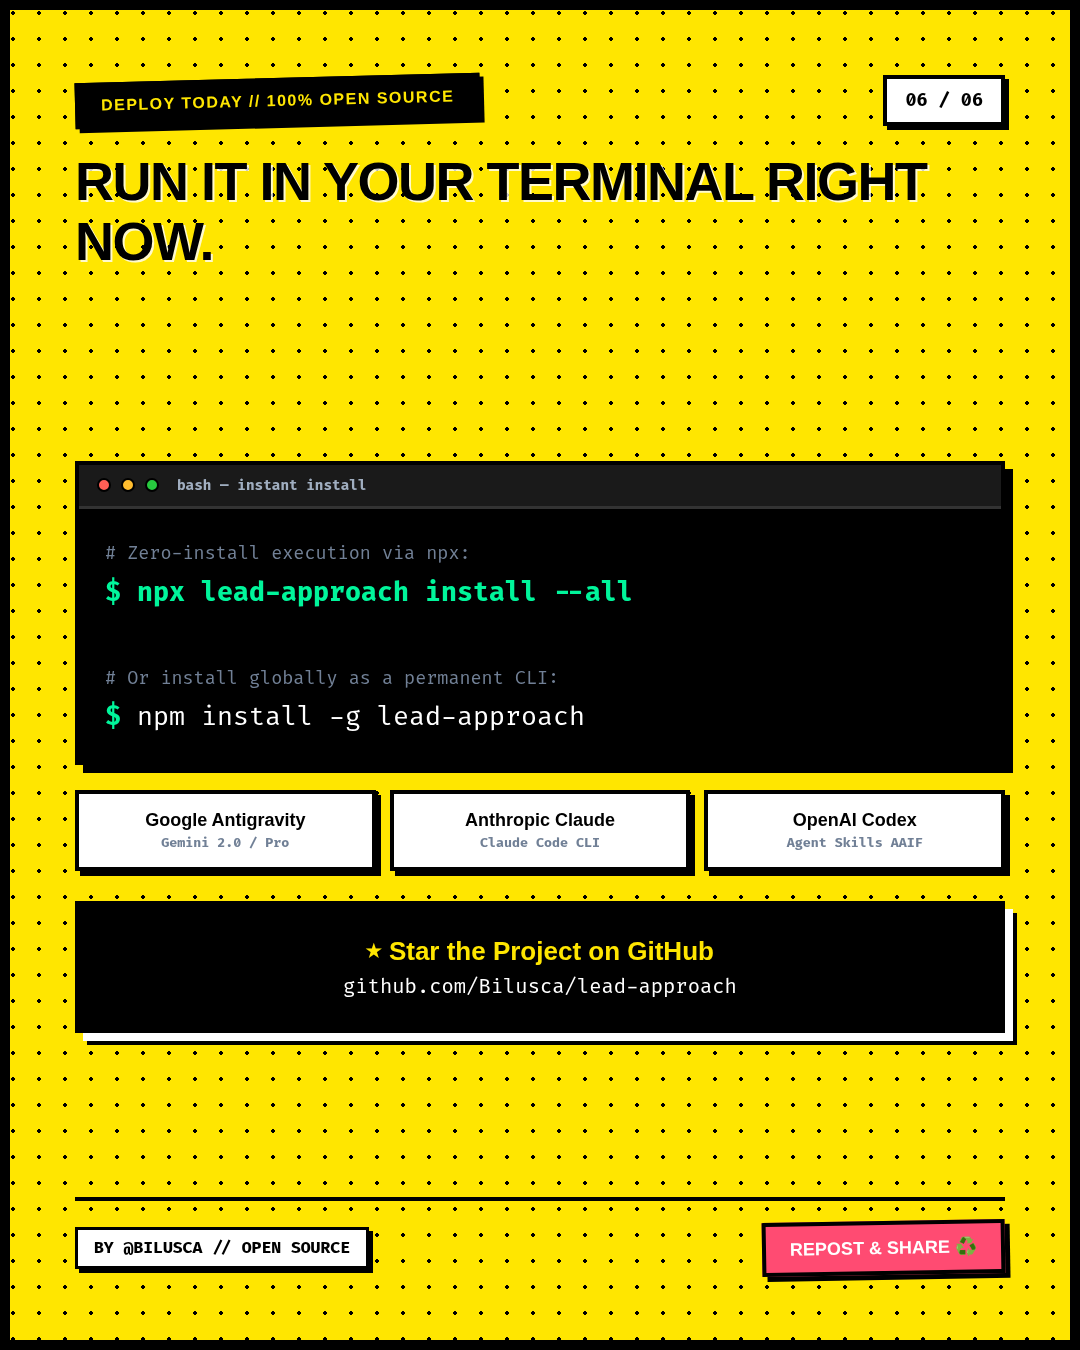 DEPLOY TODAY // 100% OPEN SOURCE
06 / 06
RUN IT IN YOUR TERMINAL RIGHT
NOW.
bash — instant install
# Zero-install execution via npx:
$ npx lead-approach install --all
# Or install globally as a permanent CLI:
$ npm install -g lead-approach
Google Antigravity
Gemini 2.0 / Pro
Anthropic Claude
Claude Code CLI
OpenAI Codex
Agent Skills AAIF
★ Star the Project on GitHub
github.com/Bilusca/lead-approach
BY @BILUSCA // OPEN SOURCE
REPOST & SHARE ♻️